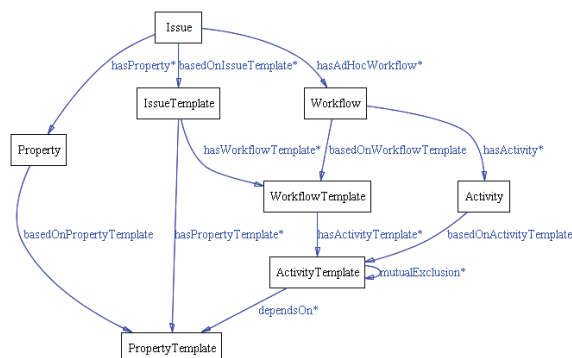 Issue
hasProperty*
basedOnIssueTemplate*
hasAdHocWorkflow*
IssueTemplate
Workflow
Property
hasWorkflowTemplate*
basedOnWorkflowTemplate
hasActivity*
WorkflowTemplate
Activity
basedOnPropertyTemplate
hasPropertyTemplate*
hasActivityTemplate*
basedOnActivityTemplate
ActivityTemplate
mutualExclusion*
dependsOn*
PropertyTemplate